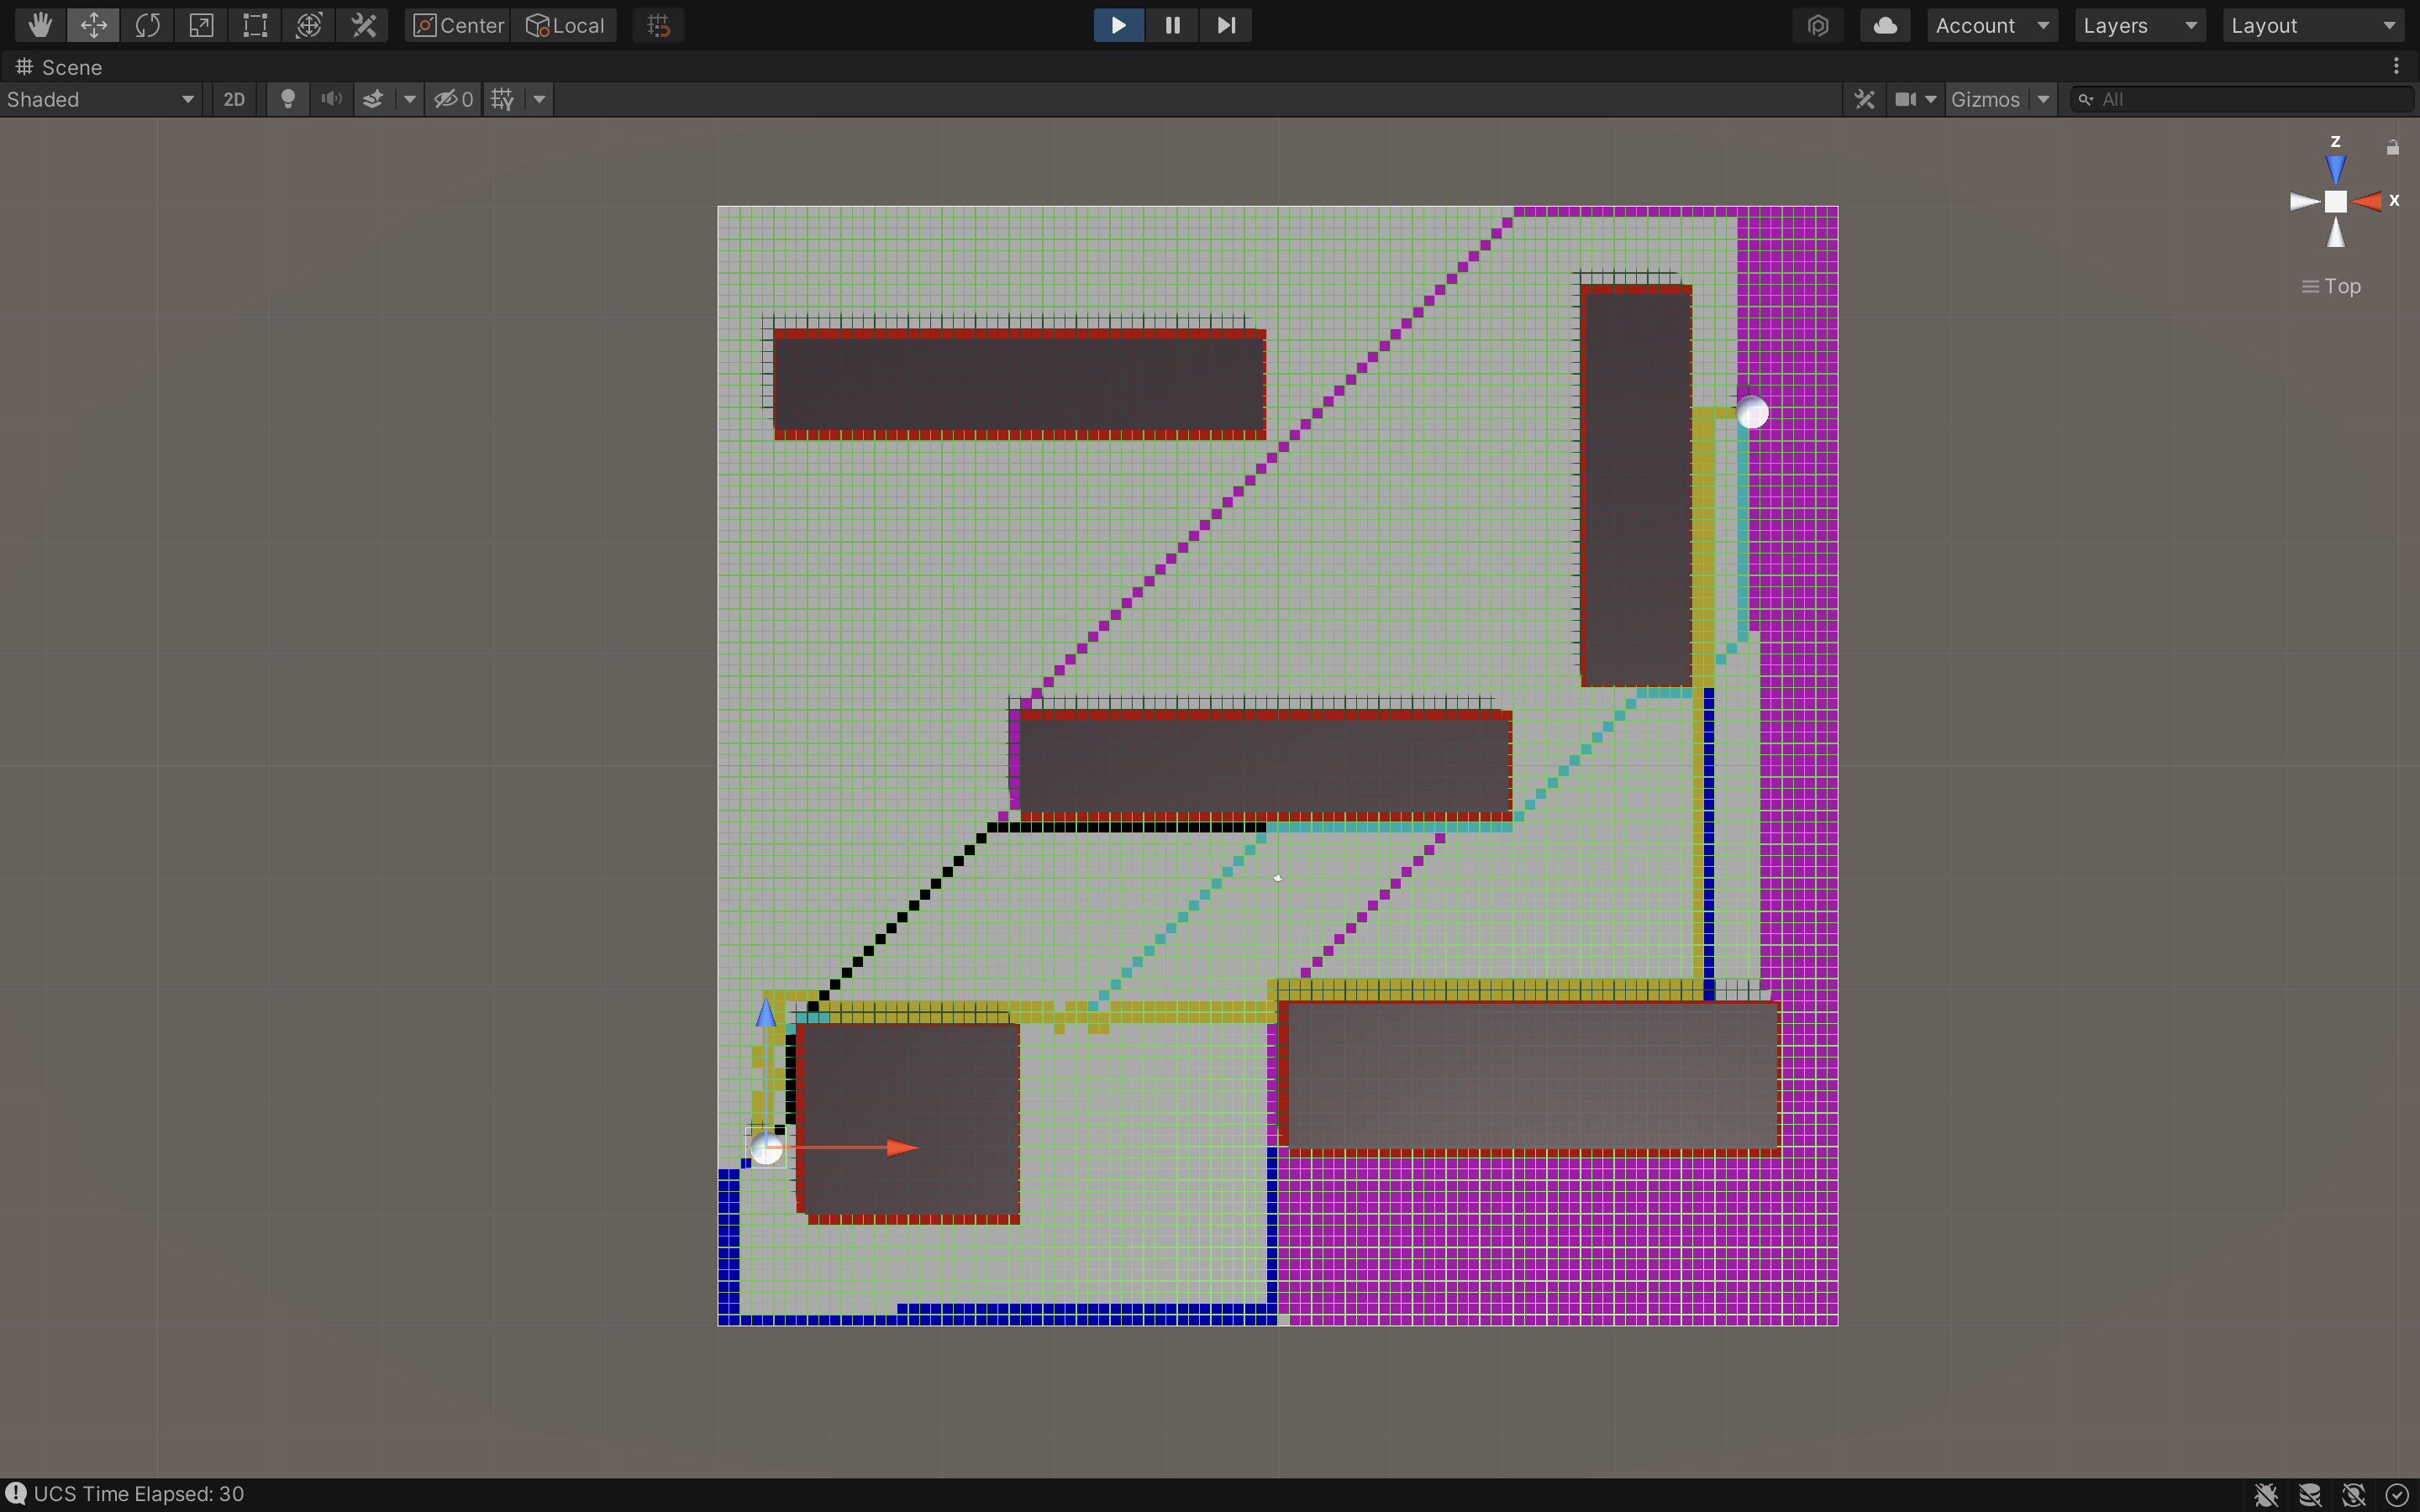 Center Local Account Layers Layout
Scene
Shaded 2D 0 Gizmos All
z
x
Top
UCS Time Elapsed: 30